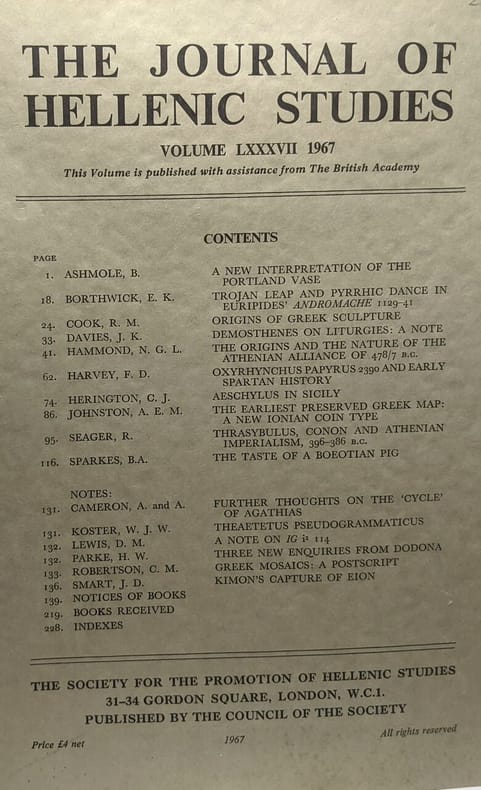 THE JOURNAL OF
HELLENIC STUDIES
VOLUME LXXXVII 1967
This Volume is published with assistance from The British Academy
CONTENTS
PAGE
1. ASHMOLE, B. A NEW INTERPRETATION OF THE
PORTLAND VASE
18. BORTHWICK, E. K. TROJAN LEAP AND PYRRHIC DANCE IN
EURIPIDES' ANDROMACHE 1129-41
24. COOK, R. M. ORIGINS OF GREEK SCULPTURE
33. DAVIES, J. K. DEMOSTHENES ON LITURGIES: A NOTE
41. HAMMOND, N. G. L. THE ORIGINS AND THE NATURE OF THE
ATHENIAN ALLIANCE OF 478/7 B.C.
62. HARVEY, F. D. OXYRHYNCHUS PAPYRUS 2390 AND EARLY
SPARTAN HISTORY
74. HERINGTON, C. J. AESCHYLUS IN SICILY
86. JOHNSTON, A. E. M. THE EARLIEST PRESERVED GREEK MAP:
A NEW IONIAN COIN TYPE
95. SEAGER, R. THRASYBULUS, CONON AND ATHENIAN
IMPERIALISM, 396-386 B.C.
116. SPARKES, B.A. THE TASTE OF A BOEOTIAN PIG
NOTES:
131. CAMERON, A. and A. FURTHER THOUGHTS ON THE 'CYCLE'
OF AGATHIAS
131. KOSTER, W. J. W. THEAETETUS PSEUDOGRAMMATICUS
132. LEWIS, D. M. A NOTE ON IG i² 114
132. PARKE, H. W. THREE NEW ENQUIRIES FROM DODONA
133. ROBERTSON, C. M. GREEK MOSAICS: A POSTSCRIPT
136. SMART, J. D. KIMON'S CAPTURE OF EION
139. NOTICES OF BOOKS
219. BOOKS RECEIVED
228. INDEXES
THE SOCIETY FOR THE PROMOTION OF HELLENIC STUDIES
31-34 GORDON SQUARE, LONDON, W.C.1.
PUBLISHED BY THE COUNCIL OF THE SOCIETY
Price £4 net 1967 All rights reserved